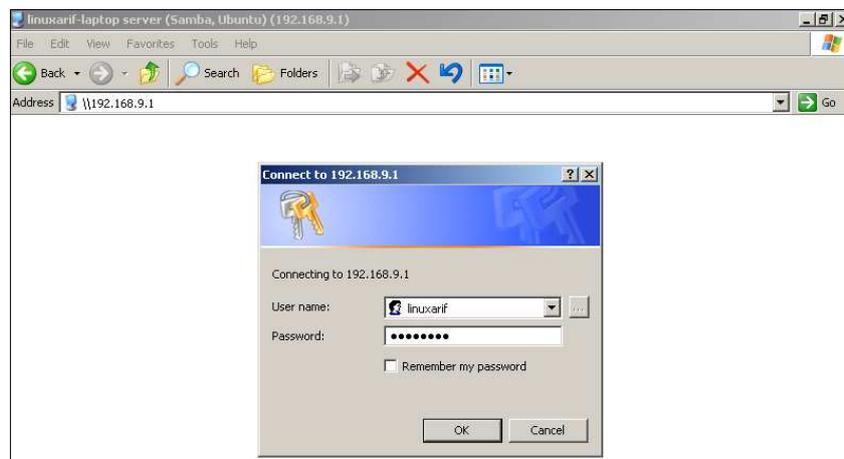 linuxarif-laptop server (Samba, Ubuntu) (192.168.9.1)
File Edit View Favorites Tools Help
Back Search Folders
Address \\192.168.9.1 Go
Connect to 192.168.9.1
Connecting to 192.168.9.1
User name: linuxarif ...
Password: ●●●●●●●●
Remember my password
OK Cancel